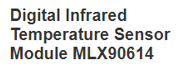 Digital Infrared
Temperature Sensor
Module MLX90614